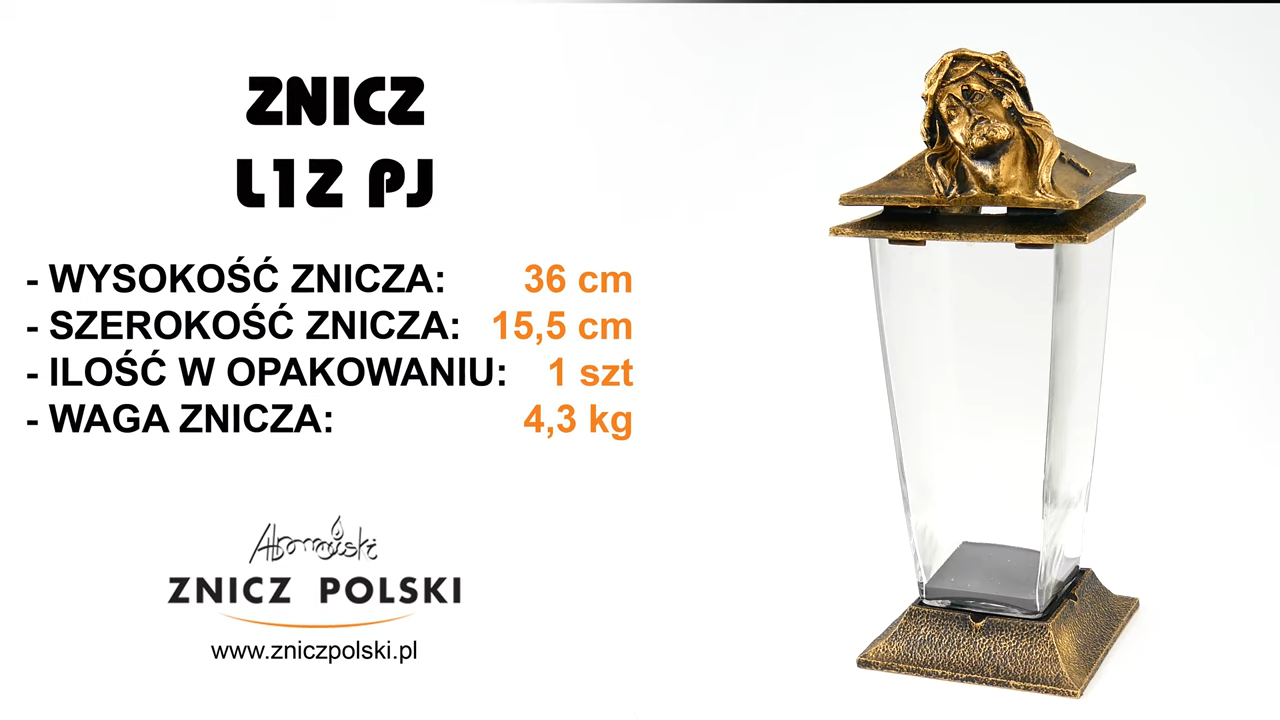 ZNICZ
L1Z PJ
- WYSOKOŚĆ ZNICZA: 36 cm
- SZEROKOŚĆ ZNICZA: 15,5 cm
- ILOŚĆ W OPAKOWANIU: 1 szt
- WAGA ZNICZA: 4,3 kg
ZNICZ POLSKI
www.zniczpolski.pl